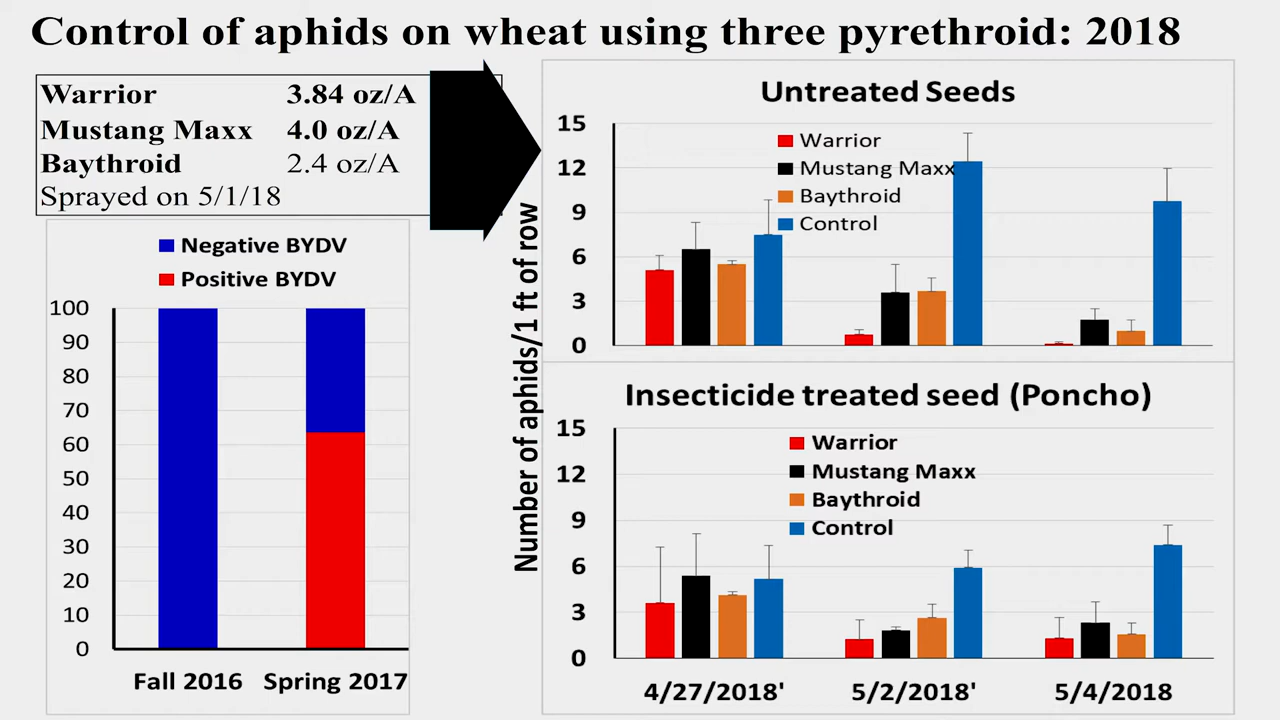 Control of aphids on wheat using three pyrethroid: 2018
Warrior 3.84 oz/A
Mustang Maxx 4.0 oz/A
Baythroid 2.4 oz/A
Sprayed on 5/1/18
Negative BYDV
Positive BYDV
100
90
80
70
60
50
40
30
20
10
0
Fall 2016 Spring 2017
Number of aphids/1 ft of row
Untreated Seeds
15
12
9
6
3
0
Warrior
Mustang Maxx
Baythroid
Control
Insecticide treated seed (Poncho)
15
12
9
6
3
0
Warrior
Mustang Maxx
Baythroid
Control
4/27/2018' 5/2/2018' 5/4/2018